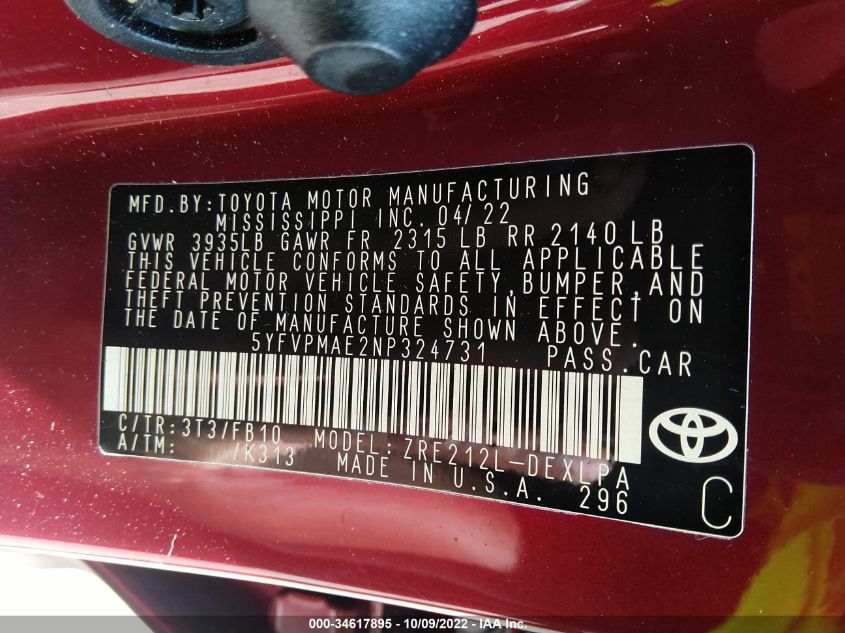 MFD.BY:TOYOTA MOTOR MANUFACTURING
MISSISSIPPI INC. 04/22
GVWR 3935LB GAWR FR 2315 LB RR 2140 LB
THIS VEHICLE CONFORMS TO ALL APPLICABLE
FEDERAL MOTOR VEHICLE SAFETY,BUMPER,AND
THEFT PREVENTION STANDARDS IN EFFECT ON
THE DATE OF MANUFACTURE SHOWN ABOVE.
5YFVPMAE2NP324731 PASS.CAR
C/TR:3T3/FB10 MODEL:ZRE212L-DEXLPA
A/TM: /K313 MADE IN U.S.A. 296
C
000-34617895 - 10/09/2022 - IAA Inc.